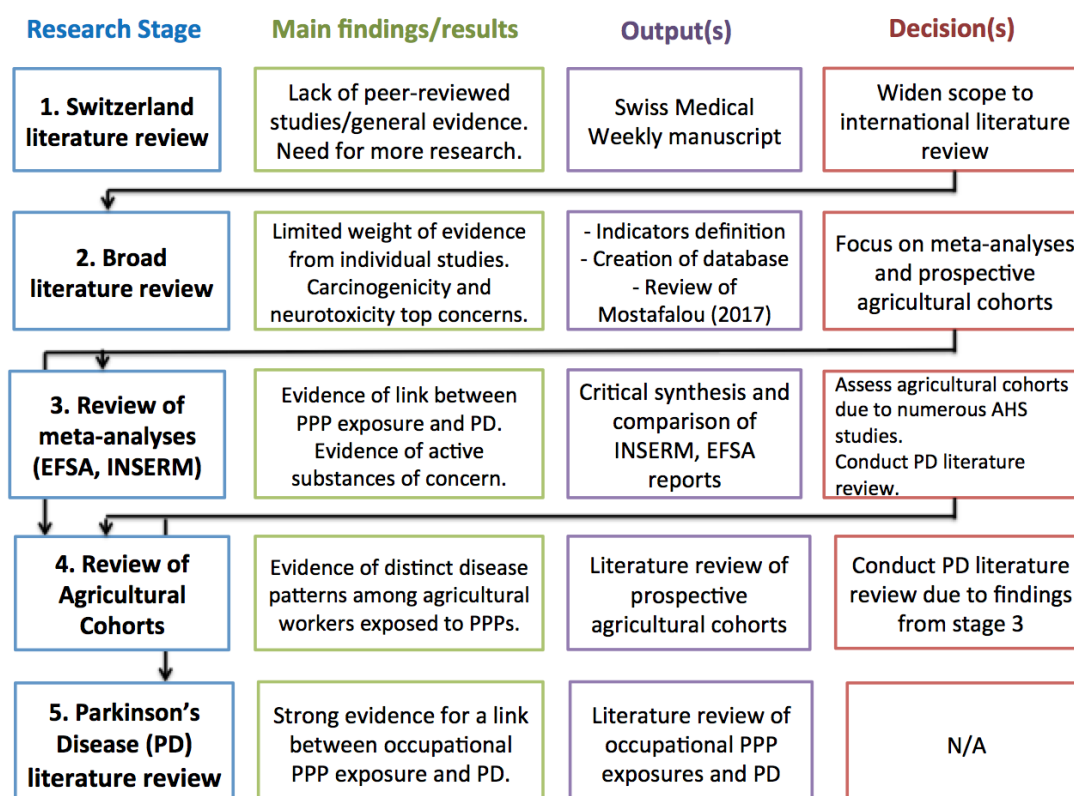 Research Stage
Main findings/results
Output(s)
Decision(s)
1. Switzerland
literature review
Lack of peer-reviewed
studies/general evidence.
Need for more research.
Swiss Medical
Weekly manuscript
Widen scope to
international literature
review
2. Broad
literature review
Limited weight of evidence
from individual studies.
Carcinogenicity and
neurotoxicity top concerns.
- Indicators definition
- Creation of database
- Review of
Mostafalou (2017)
Focus on meta-analyses
and prospective
agricultural cohorts
3. Review of
meta-analyses
(EFSA, INSERM)
Evidence of link between
PPP exposure and PD.
Evidence of active
substances of concern.
Critical synthesis and
comparison of
INSERM, EFSA
reports
Assess agricultural cohorts
due to numerous AHS
studies.
Conduct PD literature
review.
4. Review of
Agricultural
Cohorts
Evidence of distinct disease
patterns among agricultural
workers exposed to PPPs.
Literature review of
prospective
agricultural cohorts
Conduct PD literature
review due to findings
from stage 3
5. Parkinson's
Disease (PD)
literature review
Strong evidence for a link
between occupational
PPP exposure and PD.
Literature review of
occupational PPP
exposures and PD
N/A